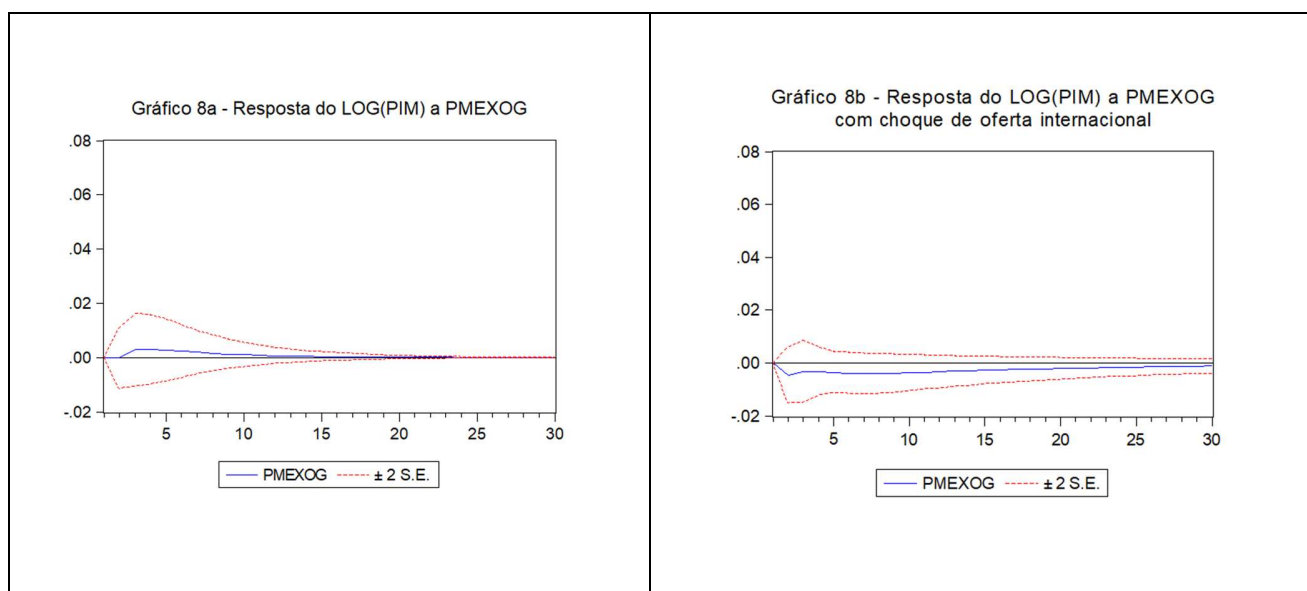 Gráfico 8a - Resposta do LOG(PIM) a PMEXOG
.08
.06
.04
.02
.00
-.02
5 10 15 20 25 30
PMEXOG ± 2 S.E.
Gráfico 8b - Resposta do LOG(PIM) a PMEXOG
com choque de oferta internacional
.08
.06
.04
.02
.00
-.02
5 10 15 20 25 30
PMEXOG ± 2 S.E.